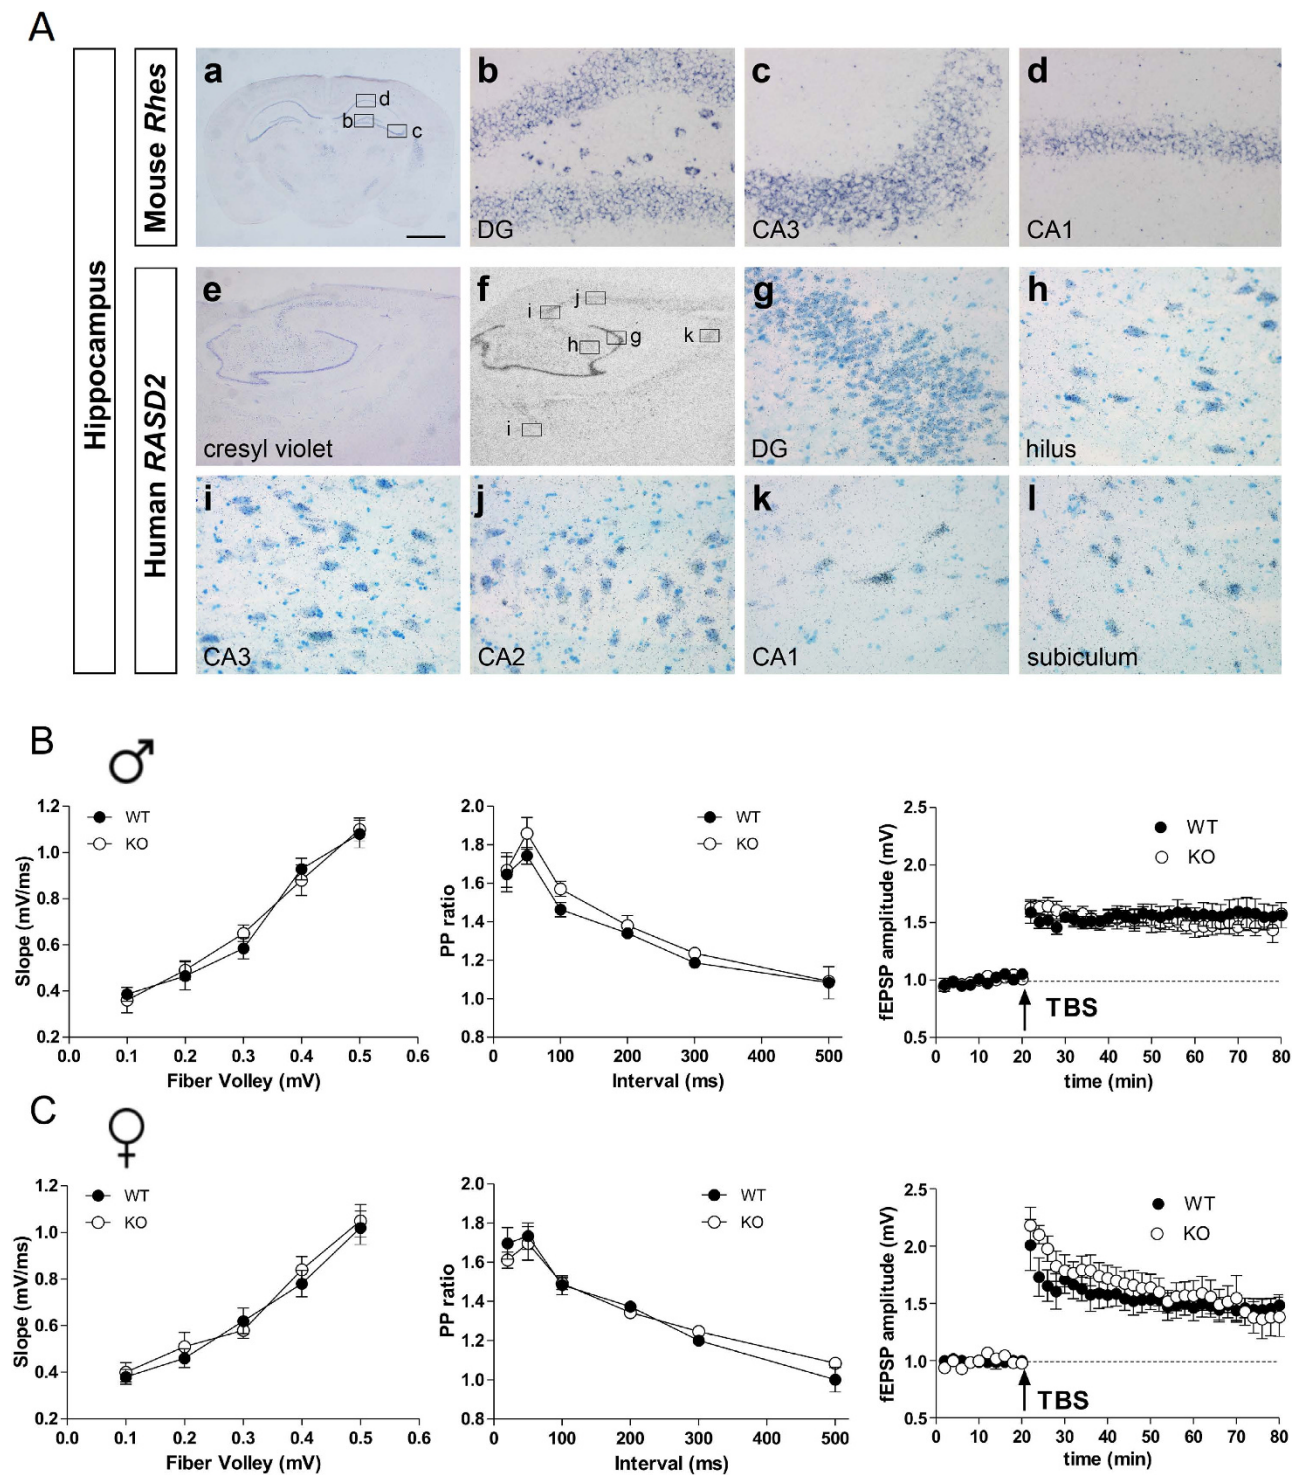 A
Hippocampus
Mouse Rhes
a
d
b
c
b
DG
c
CA3
d
CA1
Human RASD2
e
cresyl violet
f
i
j
h
g
k
i
g
DG
h
hilus
i
CA3
j
CA2
k
CA1
l
subiculum
B
♂
1.2
1.0
0.8
0.6
0.4
0.2
Slope (mV/ms)
WT
KO
0.0 0.1 0.2 0.3 0.4 0.5 0.6
Fiber Volley (mV)
2.0
1.8
1.6
1.4
1.2
1.0
0.8
PP ratio
WT
KO
0 100 200 300 400 500
Interval (ms)
2.5
2.0
1.5
1.0
0.5
fEPSP amplitude (mV)
WT
KO
TBS
0 10 20 30 40 50 60 70 80
time (min)
C
♀
1.2
1.0
0.8
0.6
0.4
0.2
Slope (mV/ms)
WT
KO
0.0 0.1 0.2 0.3 0.4 0.5 0.6
Fiber Volley (mV)
2.0
1.8
1.6
1.4
1.2
1.0
0.8
PP ratio
WT
KO
0 100 200 300 400 500
Interval (ms)
2.5
2.0
1.5
1.0
0.5
fEPSP amplitude (mV)
WT
KO
TBS
0 10 20 30 40 50 60 70 80
time (min)